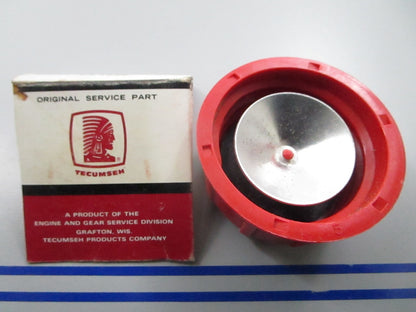 ORIGINAL SERVICE PART
TECUMSEH
A PRODUCT OF THE
ENGINE AND GEAR SERVICE DIVISION
GRAFTON, WIS.
TECUMSEH PRODUCTS COMPANY